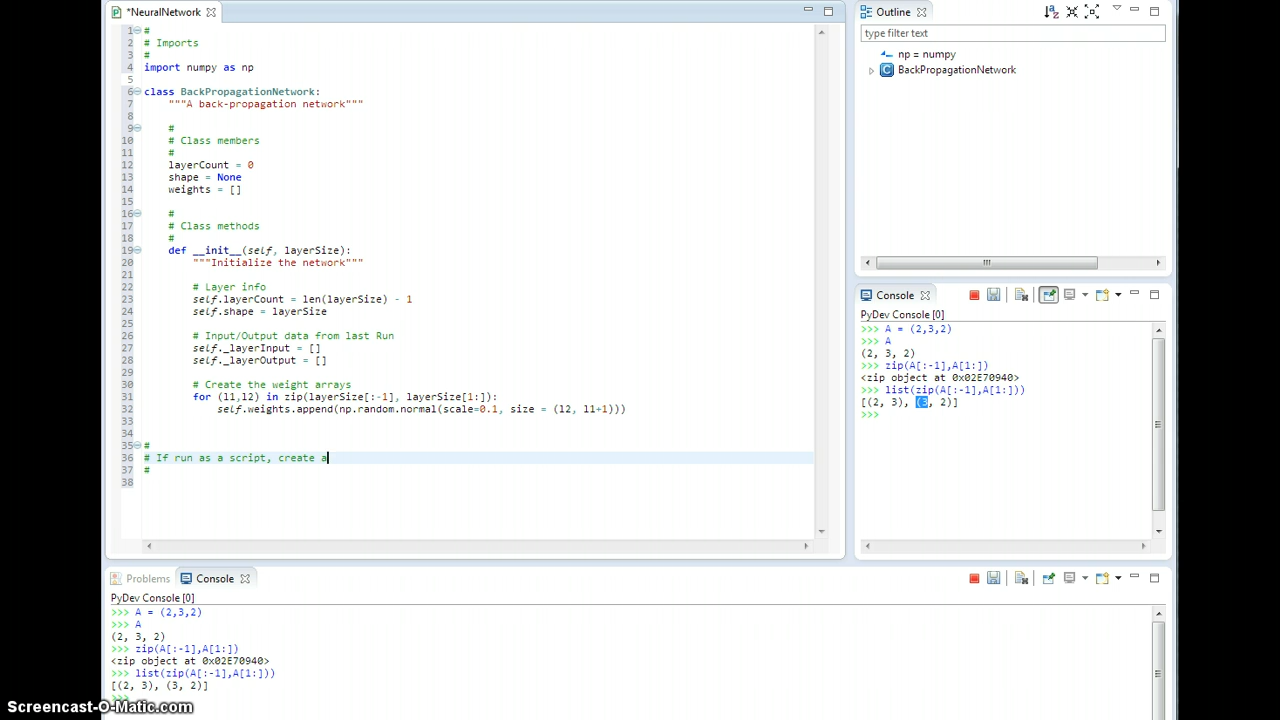 *NeuralNetwork
1 #
2 # Imports
3 #
4 import numpy as np
5
6 class BackPropagationNetwork:
7 """A back-propagation network"""
8
9 #
10 # Class members
11 #
12 layerCount = 0
13 shape = None
14 weights = []
15
16 #
17 # Class methods
18 #
19 def __init__(self, layerSize):
20 """Initialize the network"""
21
22 # Layer info
23 self.layerCount = len(layerSize) - 1
24 self.shape = layerSize
25
26 # Input/Output data from last Run
27 self._layerInput = []
28 self._layerOutput = []
29
30 # Create the weight arrays
31 for (l1,l2) in zip(layerSize[:-1], layerSize[1:]):
32 self.weights.append(np.random.normal(scale=0.1, size = (l2, l1+1)))
33
34
35 #
36 # If run as a script, create a
37 #
38
Outline
type filter text
np = numpy
BackPropagationNetwork
Console
PyDev Console [0]
>>> A = (2,3,2)
>>> A
(2, 3, 2)
>>> zip(A[:-1],A[1:])
<zip object at 0x02E70940>
>>> list(zip(A[:-1],A[1:]))
[(2, 3), (3, 2)]
>>>
Problems Console
PyDev Console [0]
>>> A = (2,3,2)
>>> A
(2, 3, 2)
>>> zip(A[:-1],A[1:])
<zip object at 0x02E70940>
>>> list(zip(A[:-1],A[1:]))
[(2, 3), (3, 2)]
>>>
Screencast-O-Matic.com